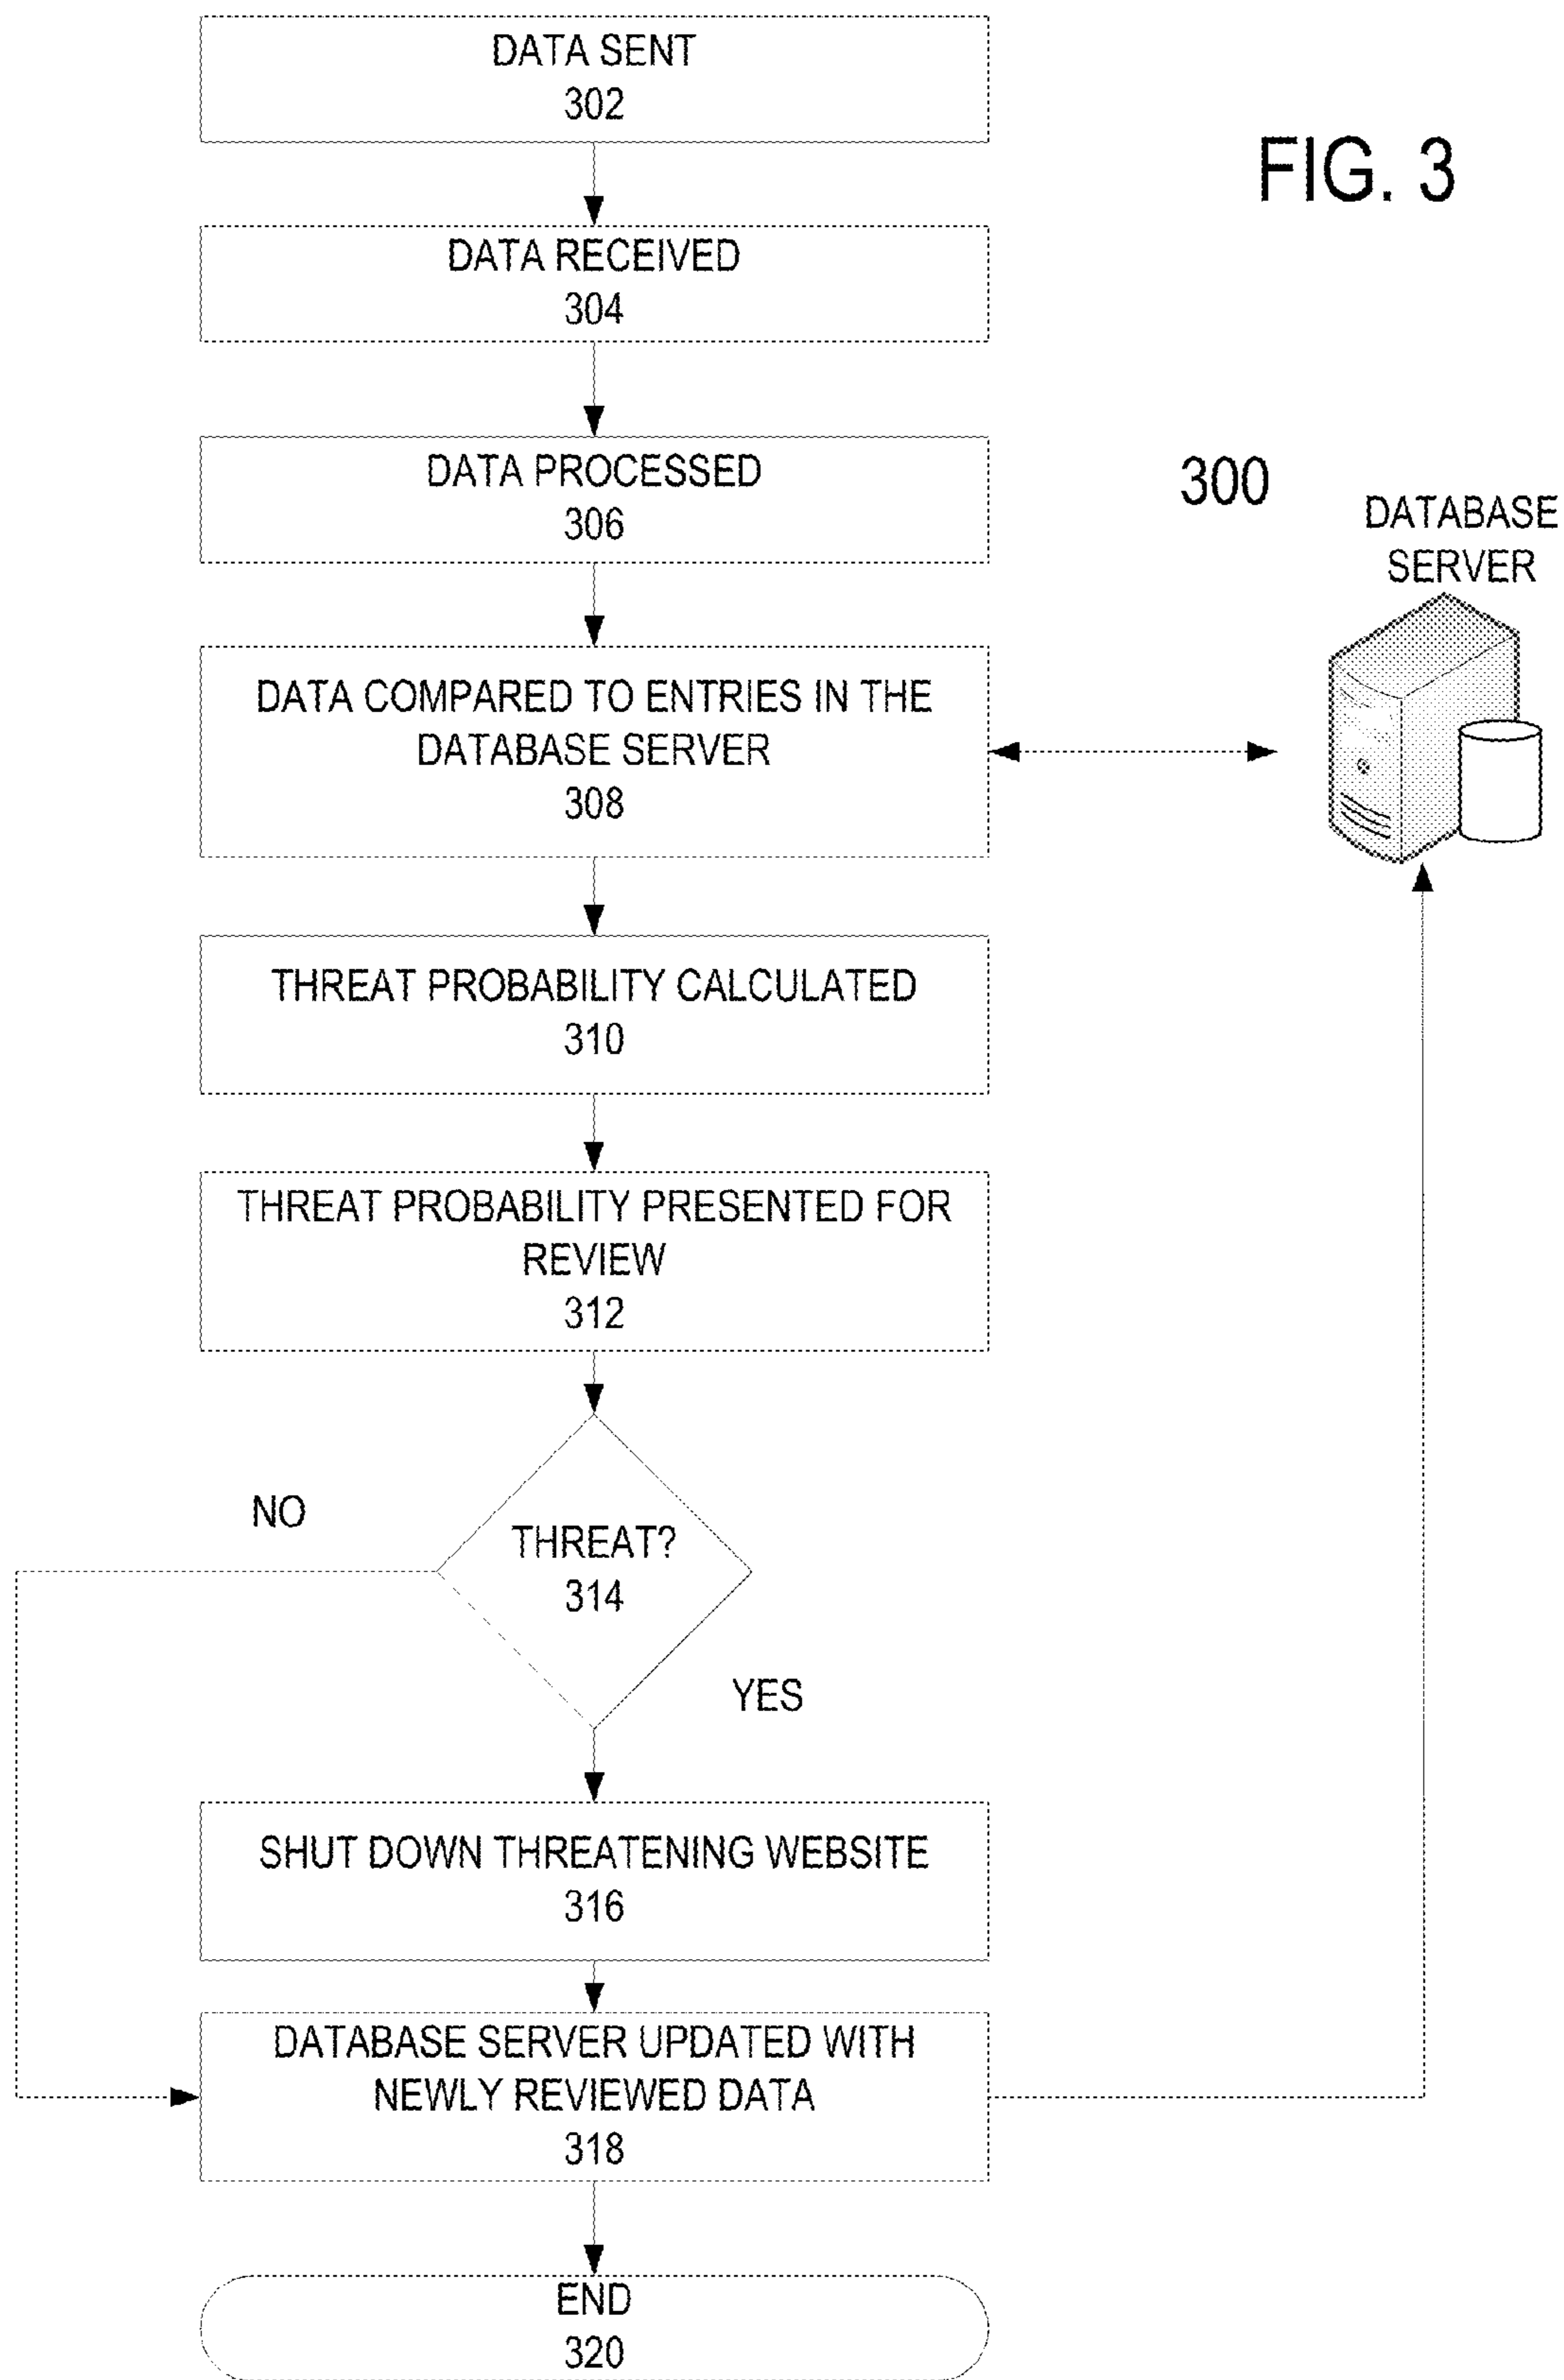 DATA SENT
302
FIG. 3
DATA RECEIVED
304
DATA PROCESSED
306
300
DATABASE
SERVER
DATA COMPARED TO ENTRIES IN THE
DATABASE SERVER
308
THREAT PROBABILITY CALCULATED
310
THREAT PROBABILITY PRESENTED FOR
REVIEW
312
NO
THREAT?
314
YES
SHUT DOWN THREATENING WEBSITE
316
DATABASE SERVER UPDATED WITH
NEWLY REVIEWED DATA
318
END
320